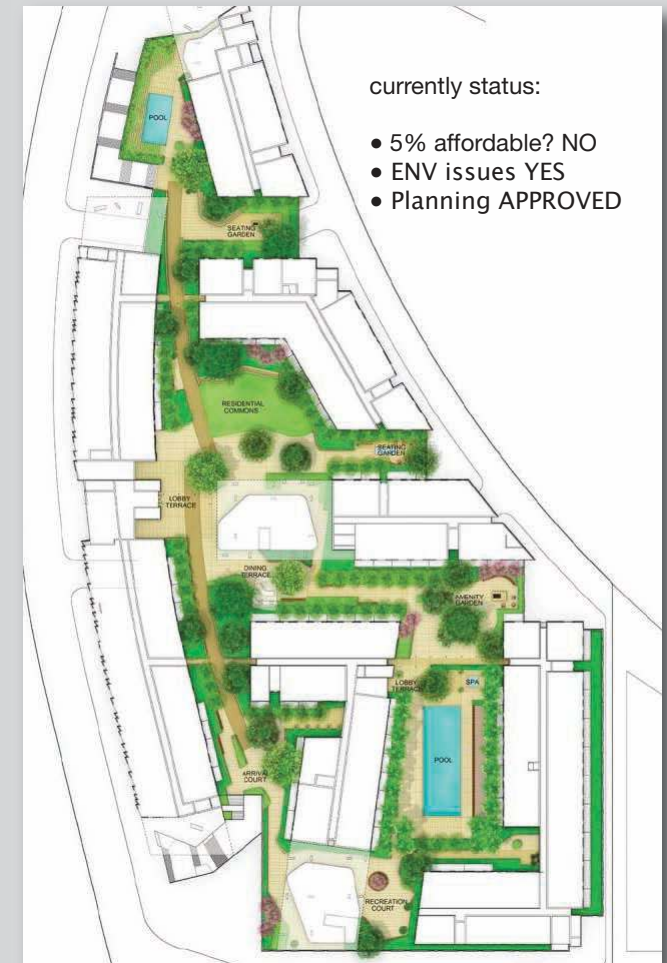 currently status:
● 5% affordable? NO
● ENV issues YES
● Planning APPROVED
POOL
SEATING
GARDEN
RESIDENTIAL
COMMONS
SEATING
GARDEN
LOBBY
TERRACE
DINING
TERRACE
AMENITY
GARDEN
LOBBY
TERRACE
SPA
POOL
ARRIVAL
COURT
RECREATION
COURT